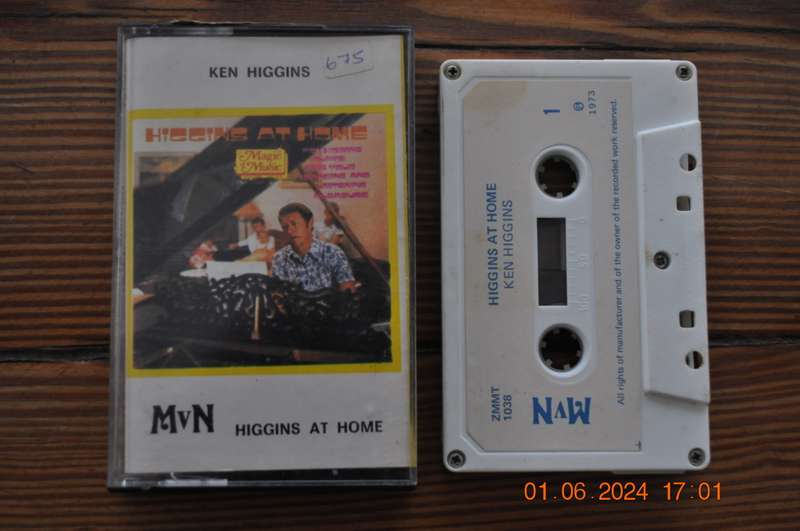 KEN HIGGINS
675
HIGGINS AT HOME
Magic
Music
PLEASURE
MvN
HIGGINS AT HOME
1
℗
1973
HIGGINS AT HOME
KEN HIGGINS
All rights of manufacturer and of the owner of the recorded work reserved.
ZMMT
1038
MvN
01.06.2024 17:01